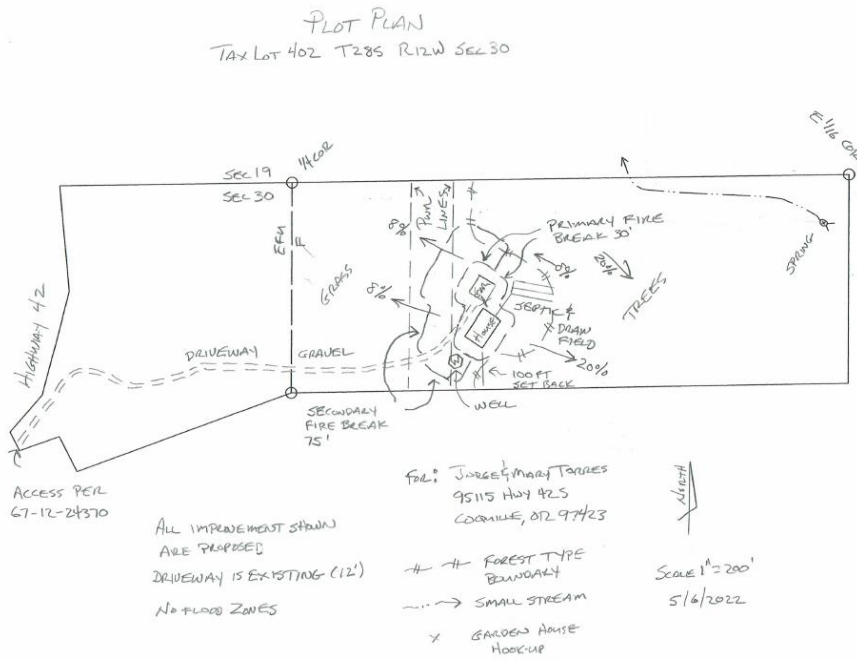 PLOT PLAN
TAX LOT 402 T28S R12W SEC 30
SEC 19
SEC 30
1/4 COR
E 1/16 COR
HIGHWAY 42
EFU
F
GRASS
8%
8%
PWR
LINES
PRIMARY FIRE
BREAK 30'
8%
20%
TREES
SPRING
HOUSE
SEPTIC &
DRAIN
FIELD
20%
100 FT
SET BACK
WELL
DRIVEWAY
GRAVEL
SECONDARY
FIRE BREAK
75'
ACCESS PER
67-12-24370
ALL IMPROVEMENT SHOWN
ARE PROPOSED
DRIVEWAY IS EXISTING (12')
NO FLOOD ZONES
FOR: JORGE & MARY TORRES
95115 HWY 42S
COQUILLE, OR 97423
FOREST TYPE
BOUNDARY
SMALL STREAM
X GARDEN HOUSE
HOOK-UP
NORTH
SCALE 1"=200'
5/6/2022